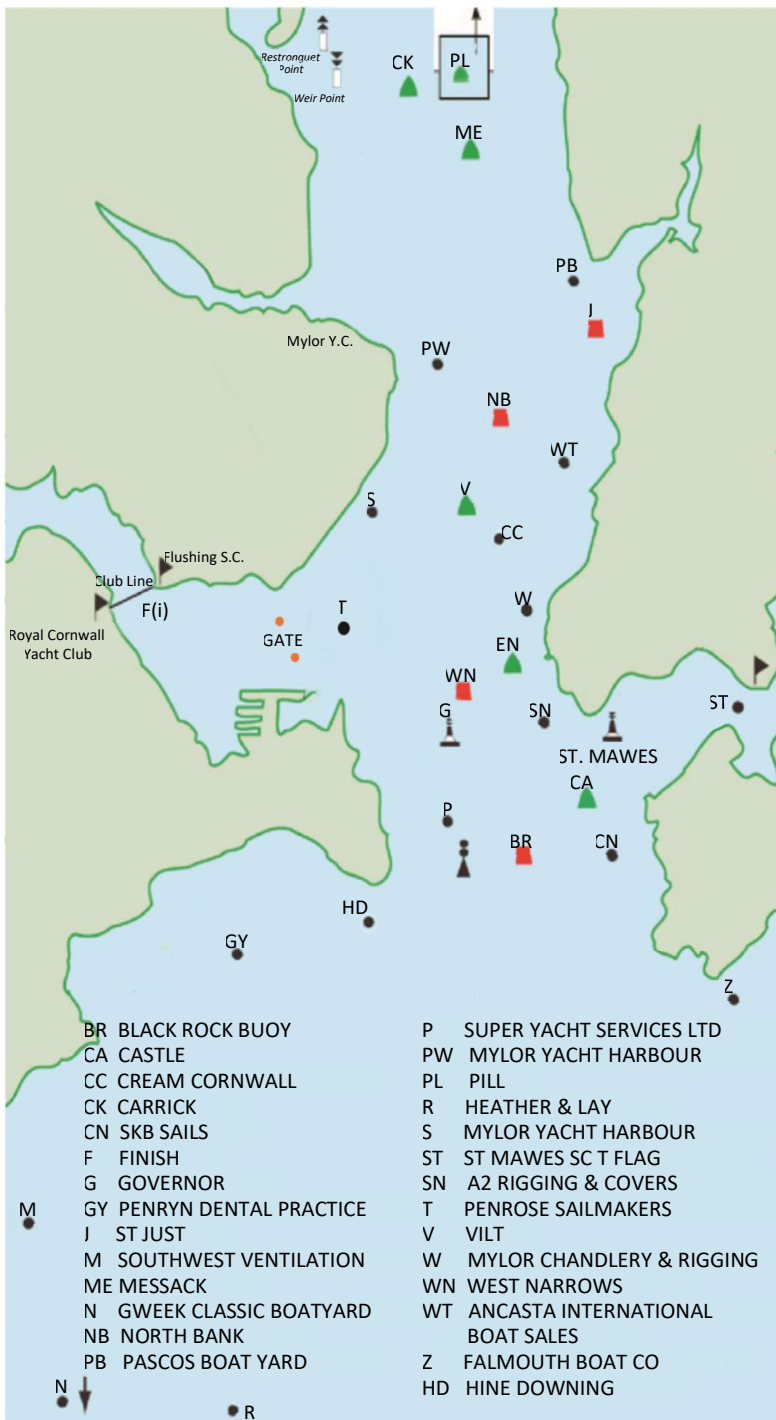 Restronguet
Point
Weir Point
CK
PL
ME
PB
J
Mylor Y.C.
PW
NB
WT
S
V
CC
Flushing S.C.
Club Line
F(i)
Royal Cornwall
Yacht Club
T
W
GATE
EN
WN
G
SN
ST
ST. MAWES
CA
P
BR
CN
HD
GY
Z
BR BLACK ROCK BUOY
CA CASTLE
CC CREAM CORNWALL
CK CARRICK
CN SKB SAILS
F FINISH
G GOVERNOR
GY PENRYN DENTAL PRACTICE
J ST JUST
M SOUTHWEST VENTILATION
ME MESSACK
N GWEEK CLASSIC BOATYARD
NB NORTH BANK
PB PASCOS BOAT YARD
P SUPER YACHT SERVICES LTD
PW MYLOR YACHT HARBOUR
PL PILL
R HEATHER & LAY
S MYLOR YACHT HARBOUR
ST ST MAWES SC T FLAG
SN A2 RIGGING & COVERS
T PENROSE SAILMAKERS
V VILT
W MYLOR CHANDLERY & RIGGING
WN WEST NARROWS
WT ANCASTA INTERNATIONAL
BOAT SALES
Z FALMOUTH BOAT CO
HD HINE DOWNING
M
N
R